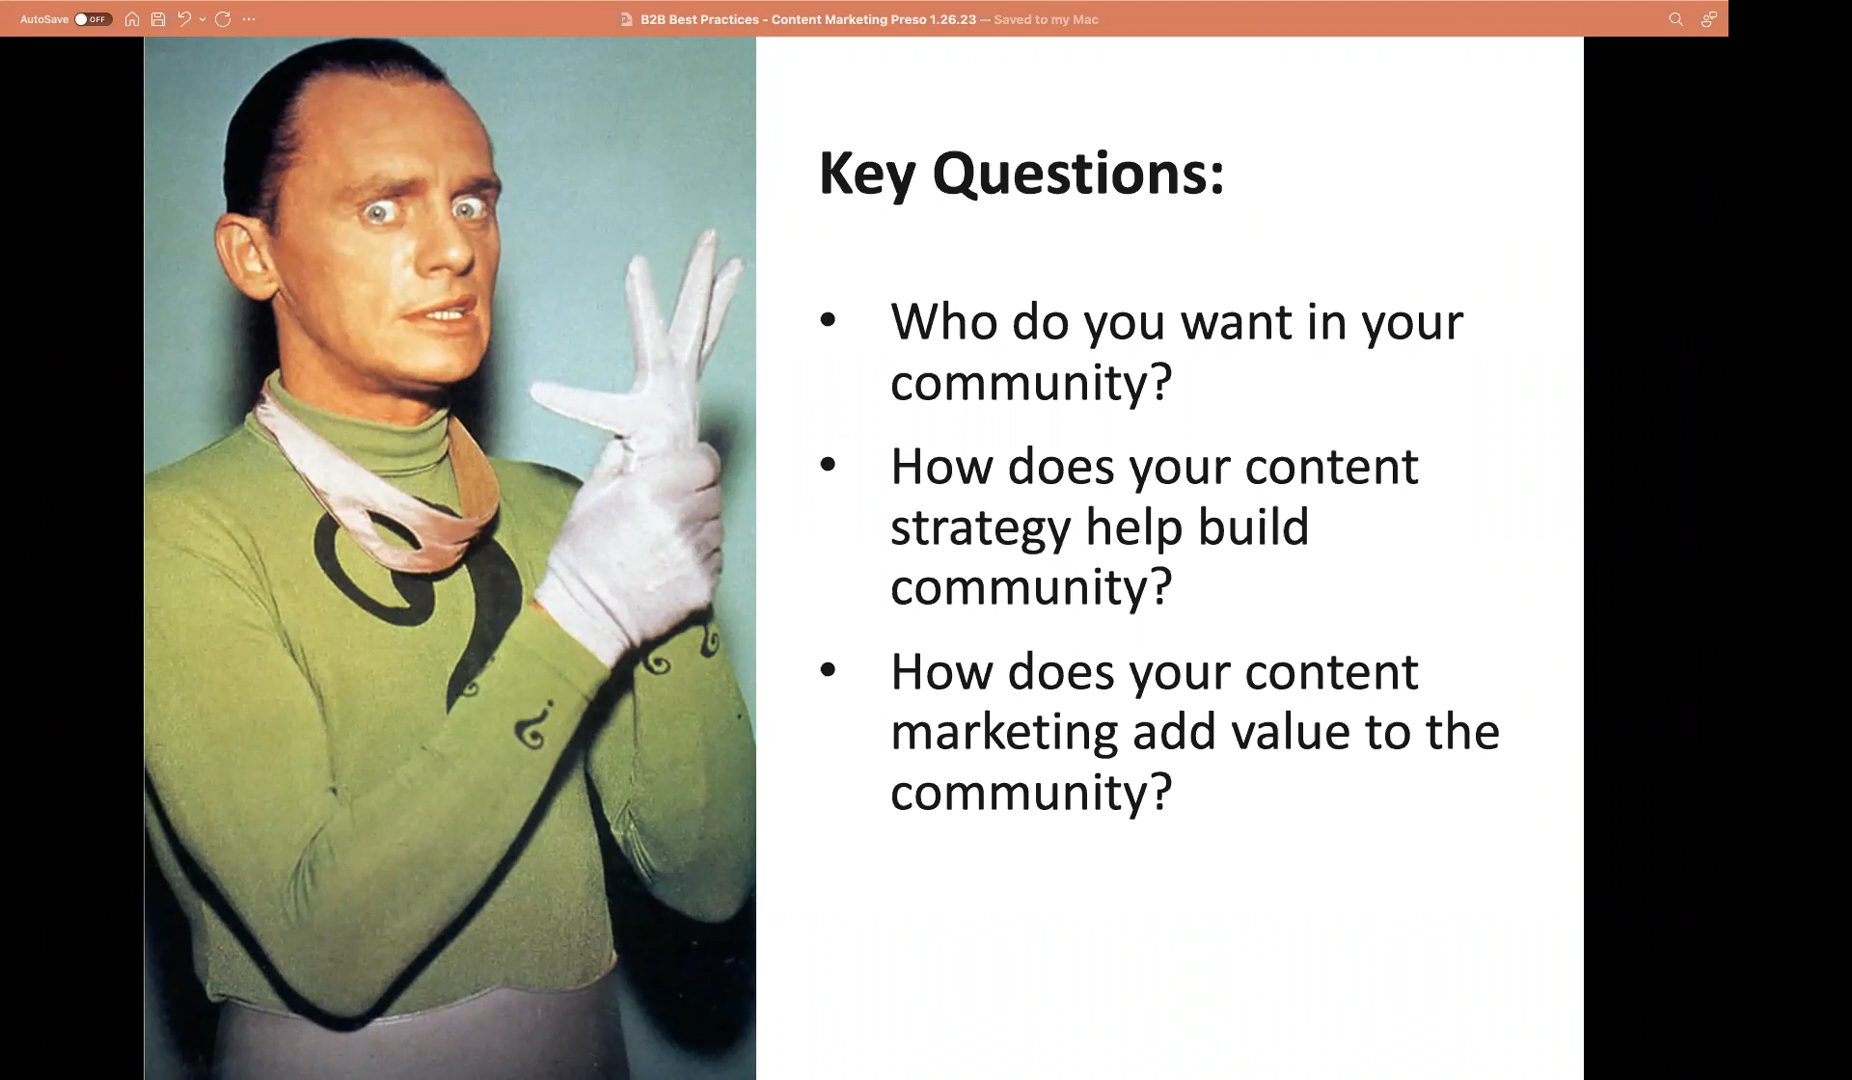 AutoSave OFF
B2B Best Practices - Content Marketing Preso 1.26.23 — Saved to my Mac
Key Questions:
• Who do you want in your
community?
• How does your content
strategy help build
community?
• How does your content
marketing add value to the
community?